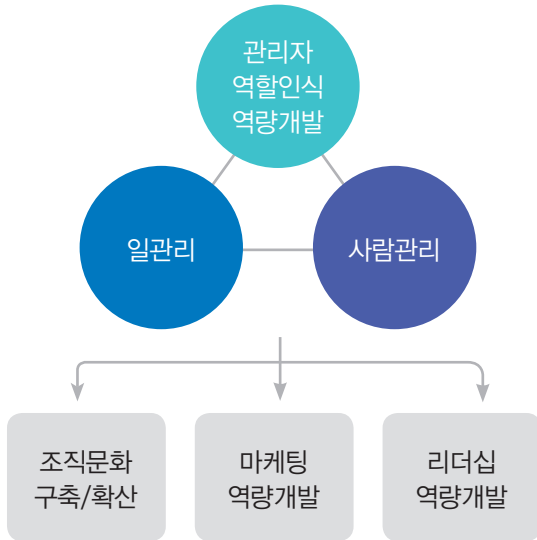 관리자
역할인식
역량개발
일관리
사람관리
조직문화
구축/확산
마케팅
역량개발
리더십
역량개발